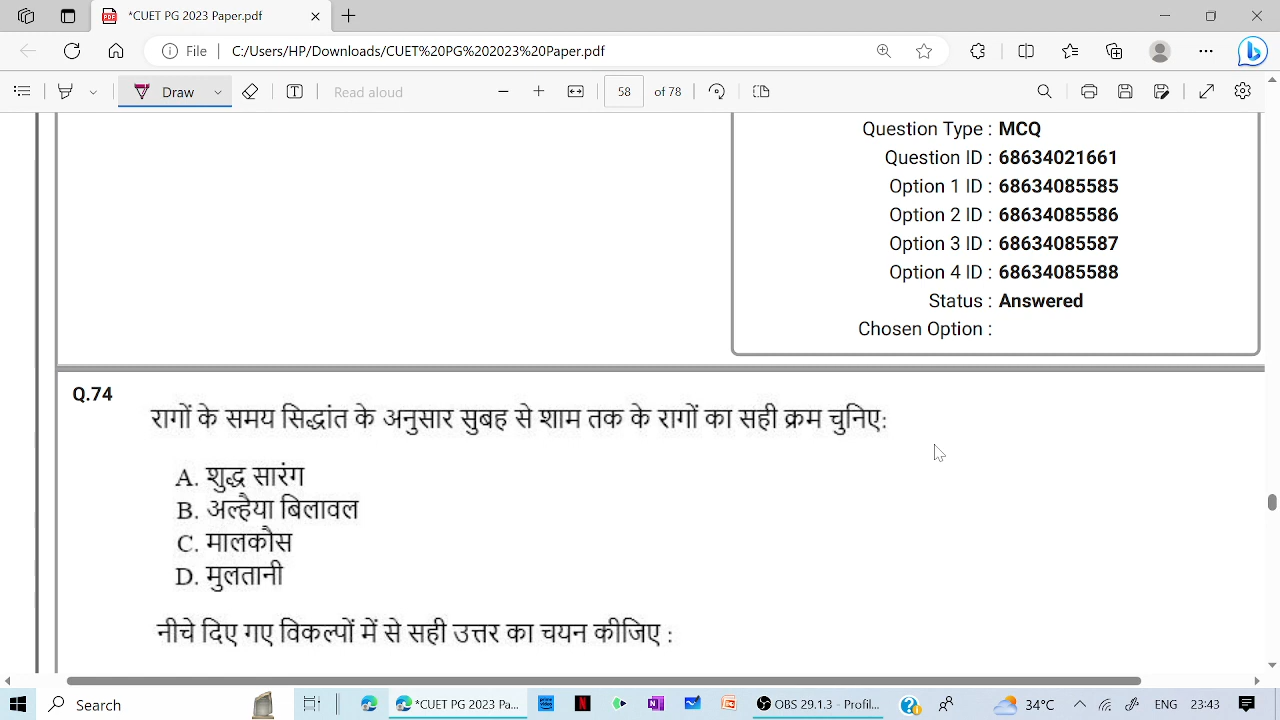 *CUET PG 2023 Paper.pdf
File C:/Users/HP/Downloads/CUET%20PG%202023%20Paper.pdf
Draw Read aloud 58 of 78
Question Type : MCQ
Question ID : 68634021661
Option 1 ID : 68634085585
Option 2 ID : 68634085586
Option 3 ID : 68634085587
Option 4 ID : 68634085588
Status : Answered
Chosen Option :
Q.74
रागों के समय सिद्धांत के अनुसार सुबह से शाम तक के रागों का सही क्रम चुनिए:
A. शुद्ध सारंग
B. अल्हैया बिलावल
C. मालकौस
D. मुलतानी
नीचे दिए गए विकल्पों में से सही उत्तर का चयन कीजिए :
Search *CUET PG 2023 Pa... OBS 29.1.3 - Profil... 34°C ENG 23:43